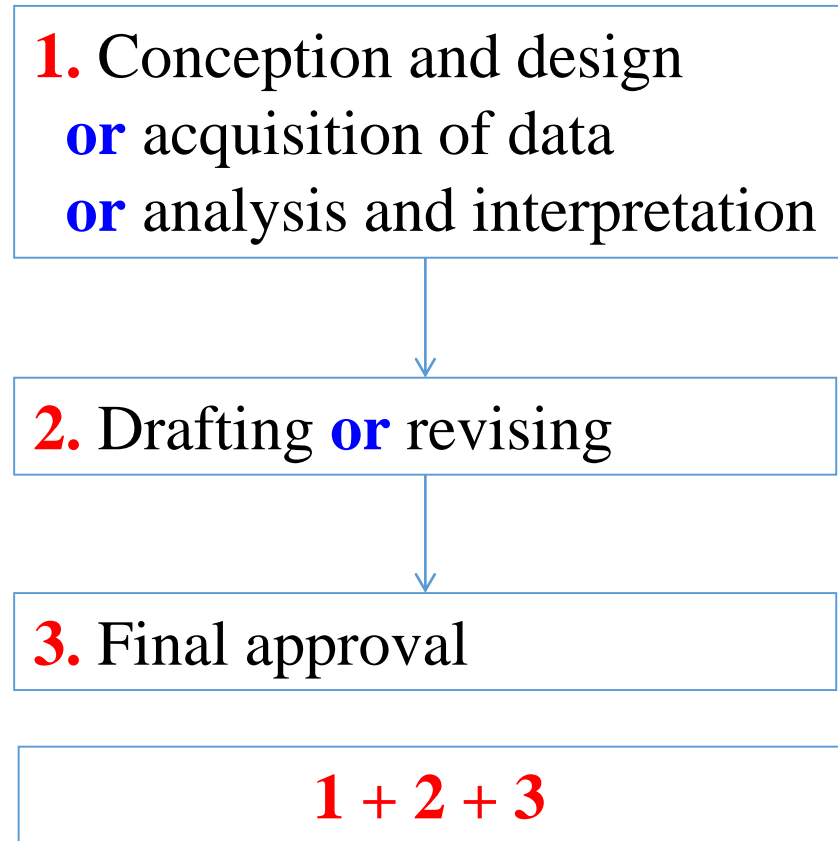 1. Conception and design
or acquisition of data
or analysis and interpretation
2. Drafting or revising
3. Final approval
1 + 2 + 3